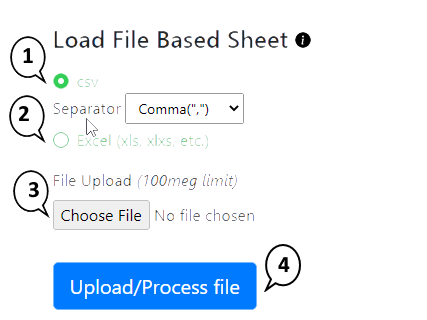 Load File Based Sheet i
1
csv
2
Separator Comma(",")
Excel (xls, xlxs, etc.)
3
File Upload (100meg limit)
Choose File No file chosen
4
Upload/Process file